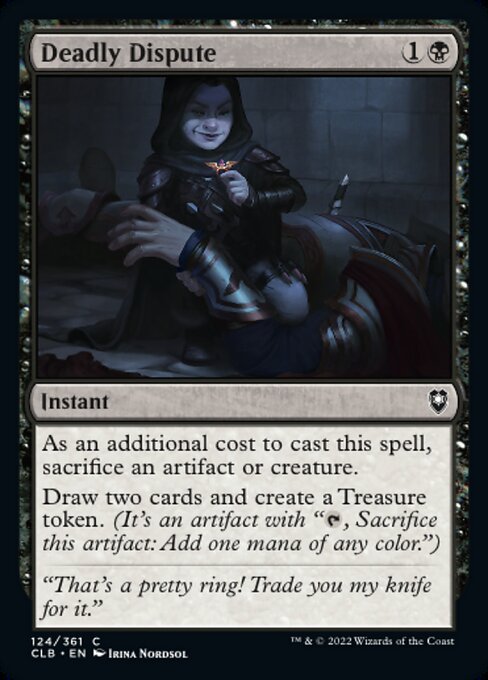 Deadly Dispute 1
Instant
As an additional cost to cast this spell,
sacrifice an artifact or creature.
Draw two cards and create a Treasure
token. (It's an artifact with “, Sacrifice
this artifact: Add one mana of any color.”)
“That's a pretty ring! Trade you my knife
for it.”
124/361 C ™ & © 2022 Wizards of the Coast
CLB • EN Irina Nordsol